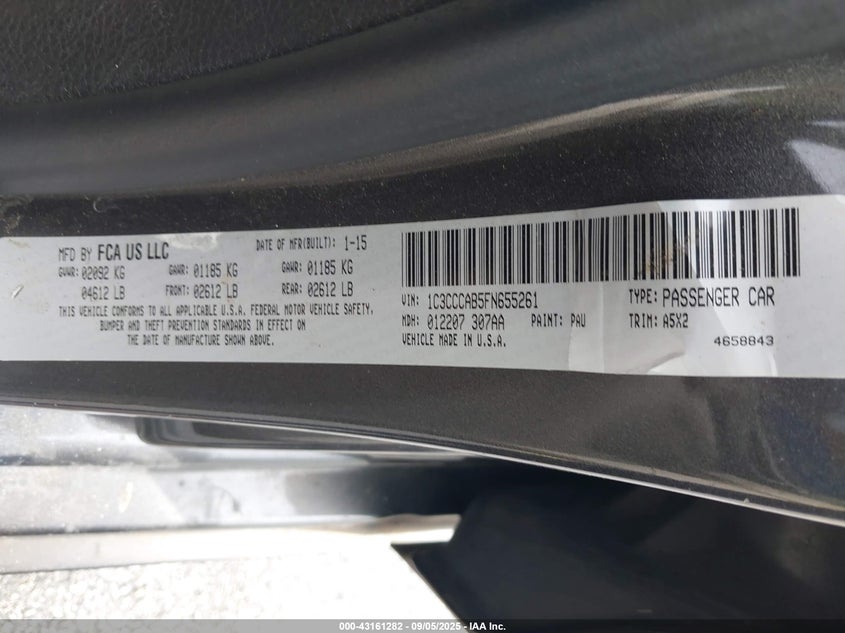 MFD BY FCA US LLC DATE OF MFR(BUILT): 1-15
GVWR: 02092 KG GAWR: 01185 KG GAWR: 01185 KG
04612 LB FRONT: 02612 LB REAR: 02612 LB
THIS VEHICLE CONFORMS TO ALL APPLICABLE U.S.A. FEDERAL MOTOR VEHICLE SAFETY,
BUMPER AND THEFT PREVENTION STANDARDS IN EFFECT ON
THE DATE OF MANUFACTURE SHOWN ABOVE.
VIN: 1C3CCCAB5FN655261 TYPE: PASSENGER CAR
MDH: 012207 307AA PAINT: PAU TRIM: A5X2
VEHICLE MADE IN U.S.A. 4658843
000-43161282 - 09/05/2025 - IAA Inc.